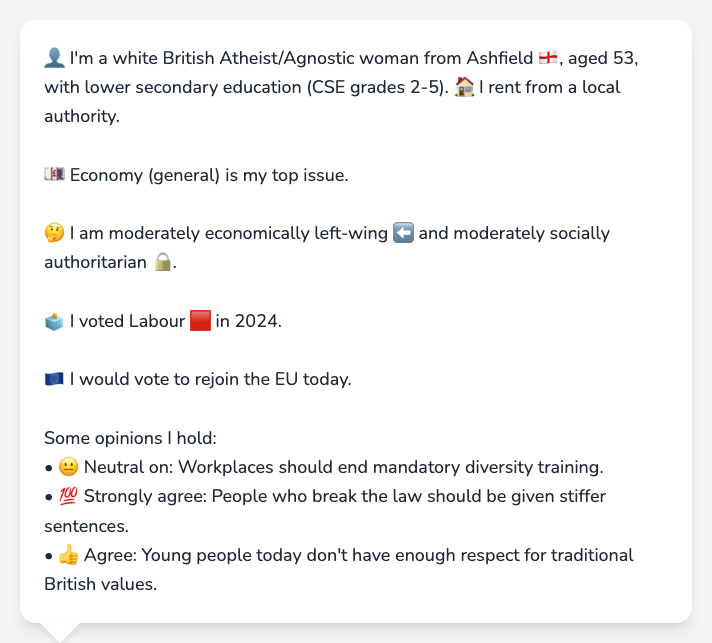 👤 I'm a white British Atheist/Agnostic woman from Ashfield 🏴󠁧󠁢󠁥󠁮󠁧󠁿, aged 53,
with lower secondary education (CSE grades 2-5). 🏠 I rent from a local
authority.
💷 Economy (general) is my top issue.
🤔 I am moderately economically left-wing ⬅️ and moderately socially
authoritarian 🔒.
🗳️ I voted Labour 🟥 in 2024.
🇪🇺 I would vote to rejoin the EU today.
Some opinions I hold:
• 😐 Neutral on: Workplaces should end mandatory diversity training.
• 💯 Strongly agree: People who break the law should be given stiffer
sentences.
• 👍 Agree: Young people today don't have enough respect for traditional
British values.